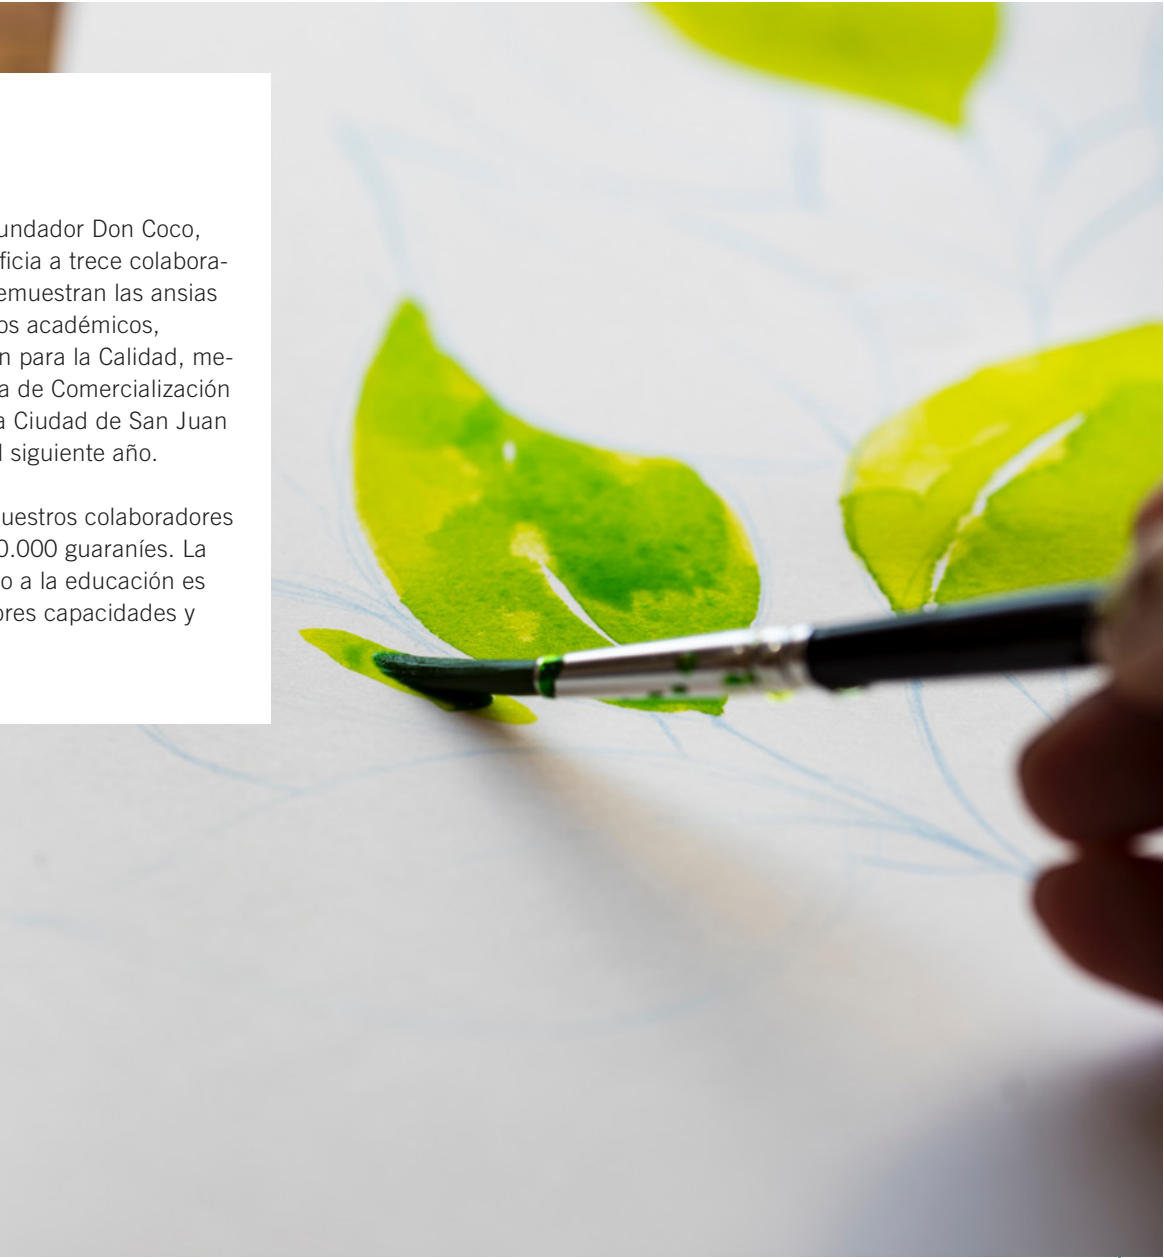 undador Don Coco,
ficia a trece colabora-
emuestran las ansias
os académicos,
n para la Calidad, me-
a de Comercialización
a Ciudad de San Juan
l siguiente año.
uestros colaboradores
0.000 guaraníes. La
o a la educación es
ores capacidades y